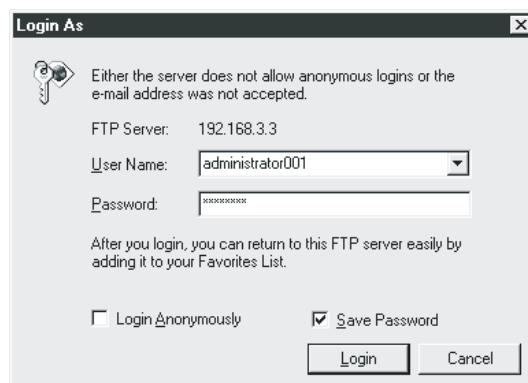 Login As
Either the server does not allow anonymous logins or the
e-mail address was not accepted.
FTP Server: 192.168.3.3
User Name: administrator001
Password: ********
After you login, you can return to this FTP server easily by
adding it to your Favorites List.
Login Anonymously Save Password
Login Cancel